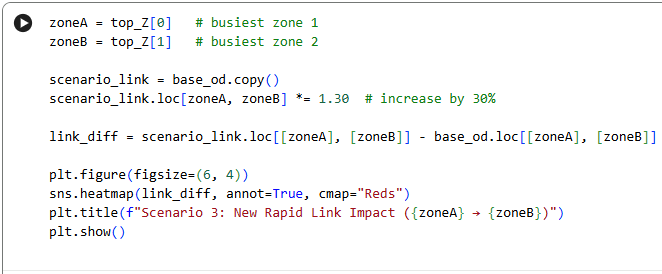 zoneA = top_Z[0]   # busiest zone 1
zoneB = top_Z[1]   # busiest zone 2
scenario_link = base_od.copy()
scenario_link.loc[zoneA, zoneB] *= 1.30  # increase by 30%
link_diff = scenario_link.loc[[zoneA], [zoneB]] - base_od.loc[[zoneA], [zoneB]]
plt.figure(figsize=(6, 4))
sns.heatmap(link_diff, annot=True, cmap="Reds")
plt.title(f"Scenario 3: New Rapid Link Impact ({zoneA} → {zoneB})")
plt.show()